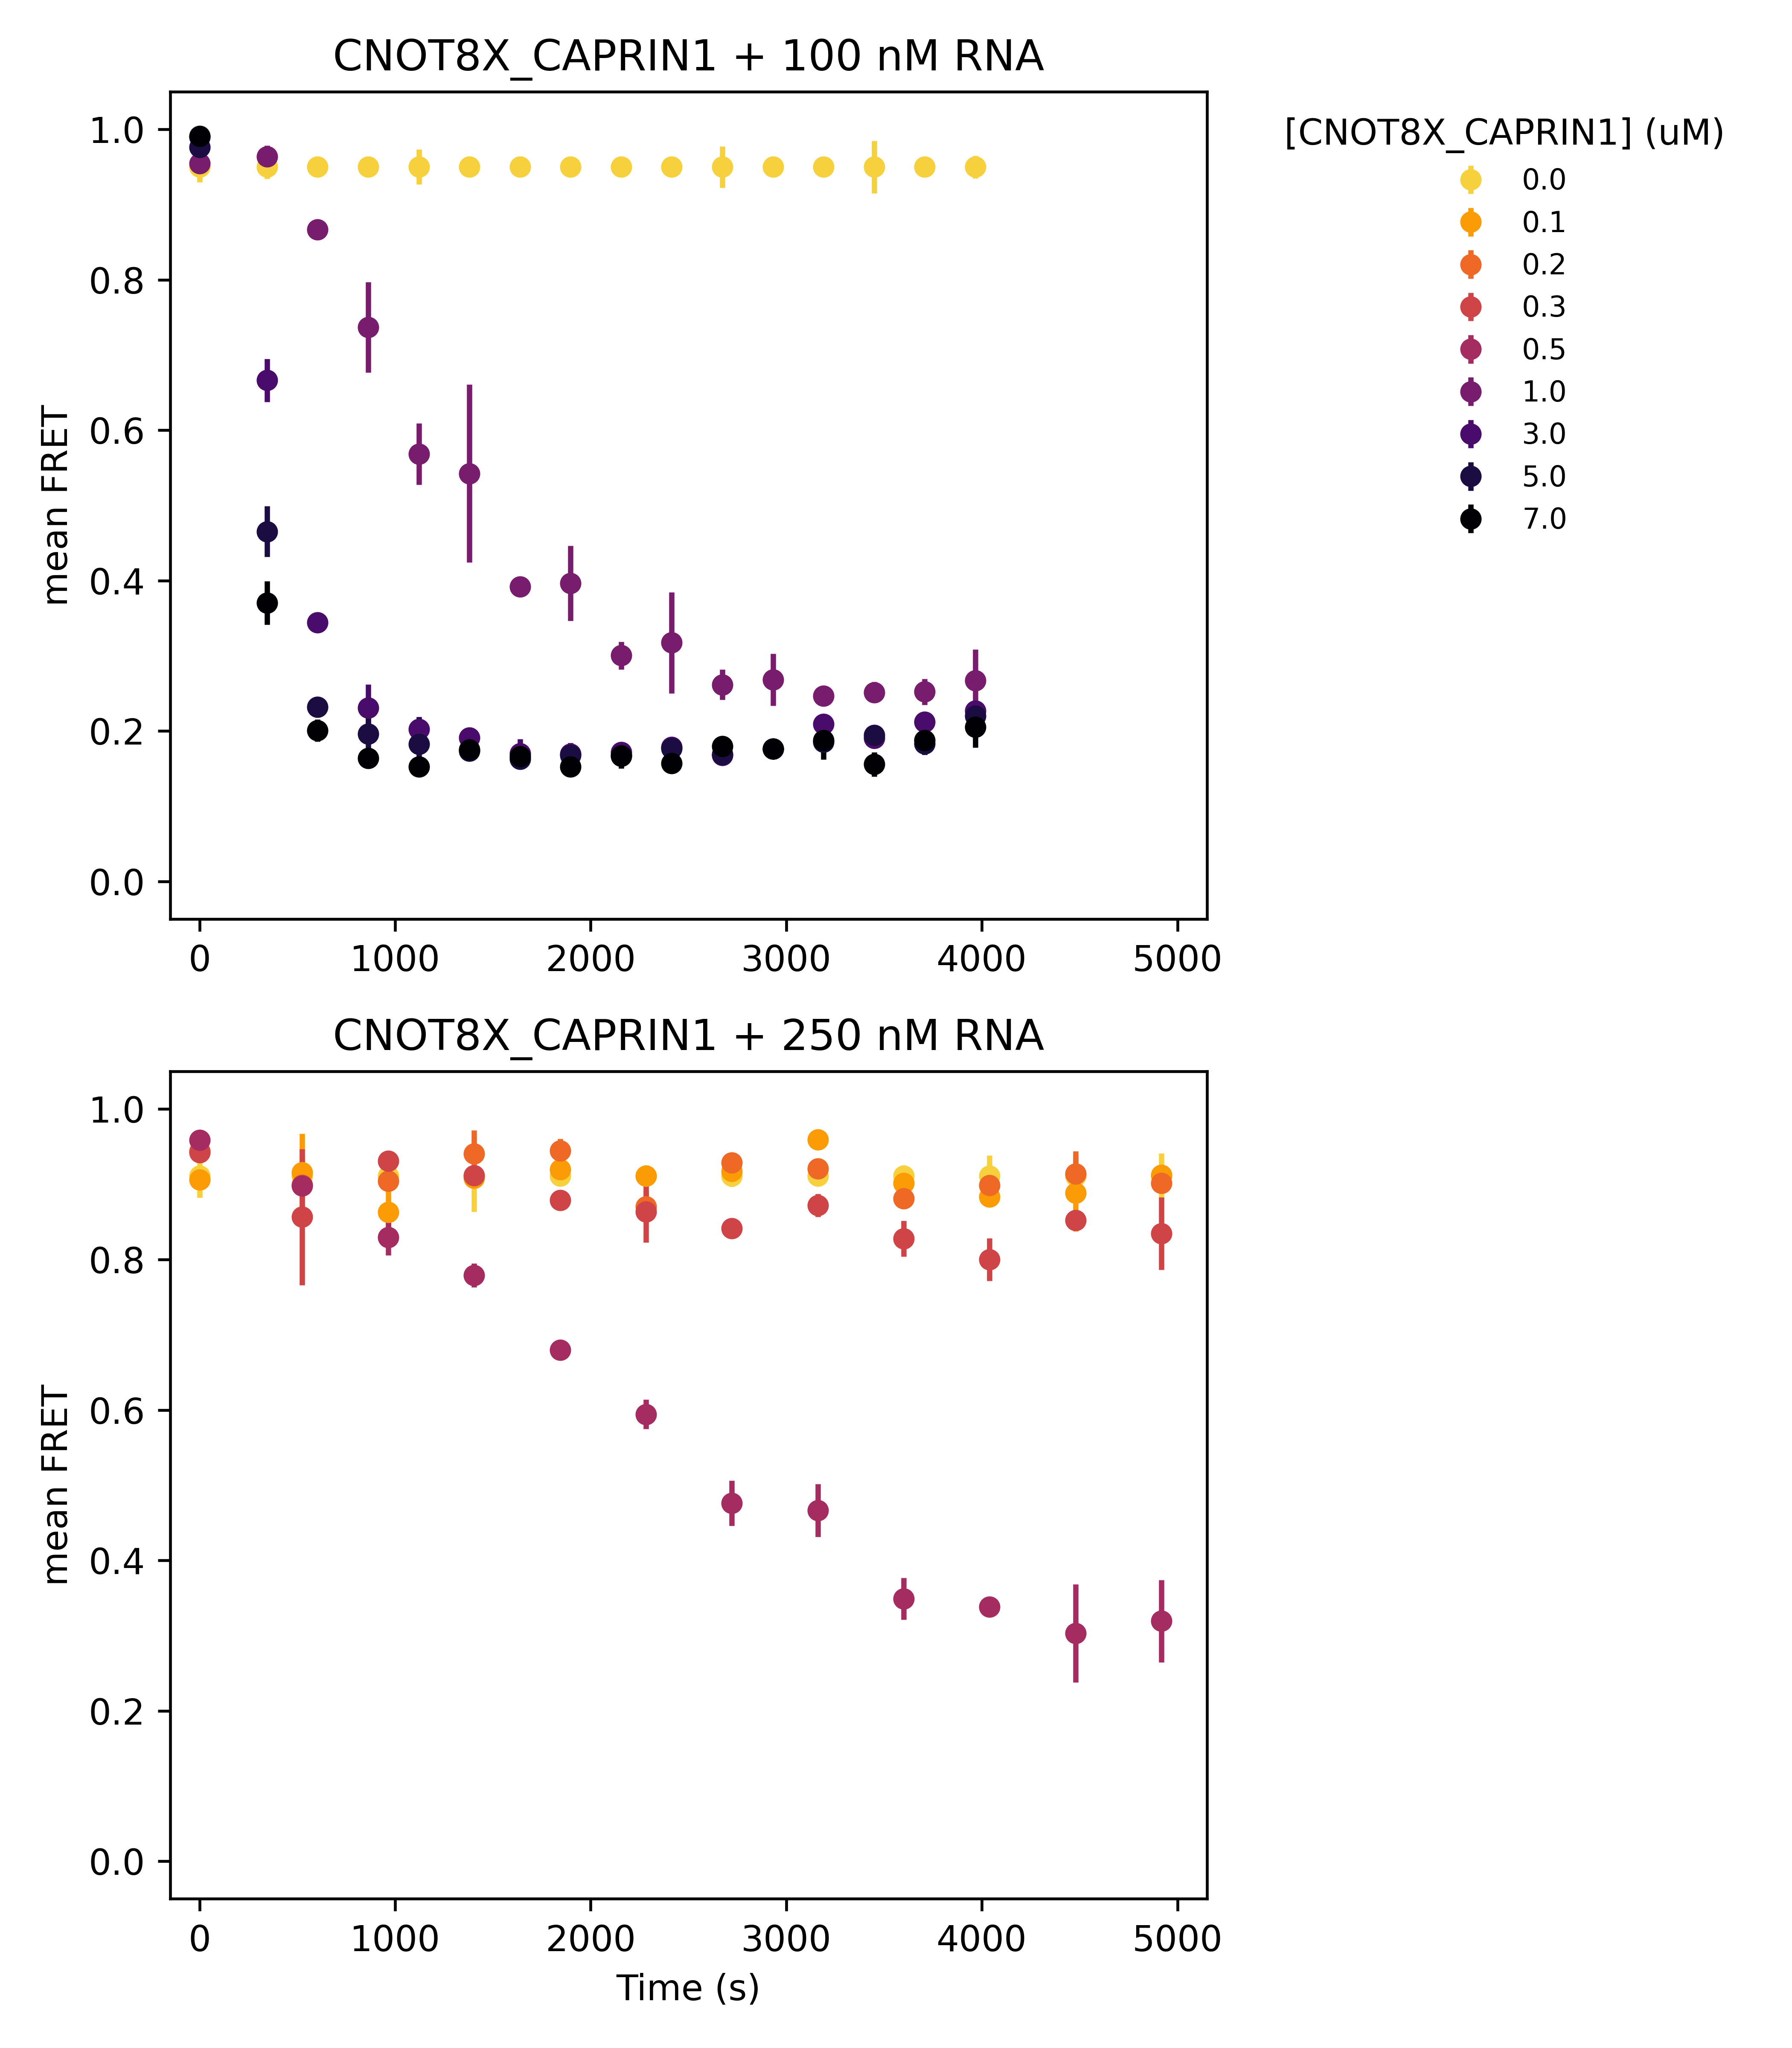 CNOT8X_CAPRIN1 + 100 nM RNA
mean FRET
1.0
0.8
0.6
0.4
0.2
0.0
0 1000 2000 3000 4000 5000
[CNOT8X_CAPRIN1] (uM)
0.0
0.1
0.2
0.3
0.5
1.0
3.0
5.0
7.0
CNOT8X_CAPRIN1 + 250 nM RNA
mean FRET
1.0
0.8
0.6
0.4
0.2
0.0
0 1000 2000 3000 4000 5000
Time (s)